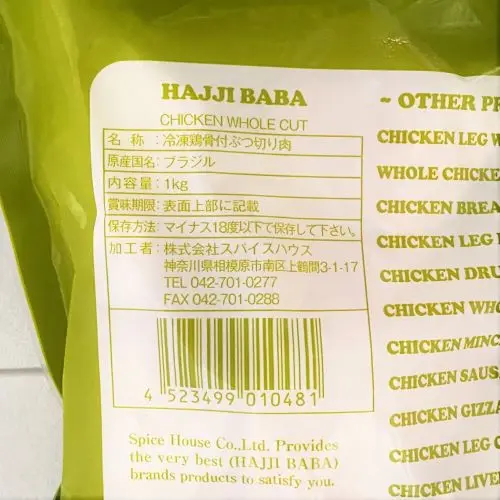 HAJJI BABA
CHICKEN WHOLE CUT
名 称:冷凍鶏骨付ぶつ切り肉
原産国名:ブラジル
内容量:1kg
賞味期限:表面上部に記載
保存方法:マイナス18度以下で保存して下さい。
加工者:株式会社スパイスハウス
神奈川県相模原市南区上鶴間3-1-17
TEL 042-701-0277
FAX 042-701-0288
4 523499 010481
Spice House Co.,Ltd. Provides
the very best (HAJJI BABA)
brands products to satisfy you.
~ OTHER PR
CHICKEN LEG W
WHOLE CHICKE
CHICKEN BREA
CHICKEN LEG
CHICKEN DRU
CHICKEN WHO
CHICKEN MINC
CHICKEN SAUS
CHICKEN GIZZA
CHICKEN LEG
CHICKEN LIVE